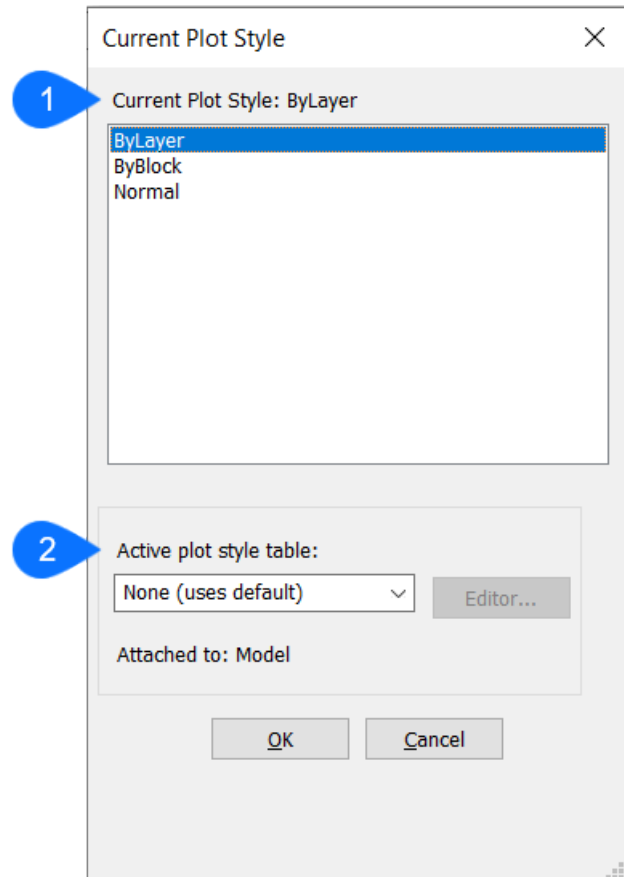 Current Plot Style
1
Current Plot Style: ByLayer
ByLayer
ByBlock
Normal
2
Active plot style table:
None (uses default)
Editor...
Attached to: Model
OK
Cancel